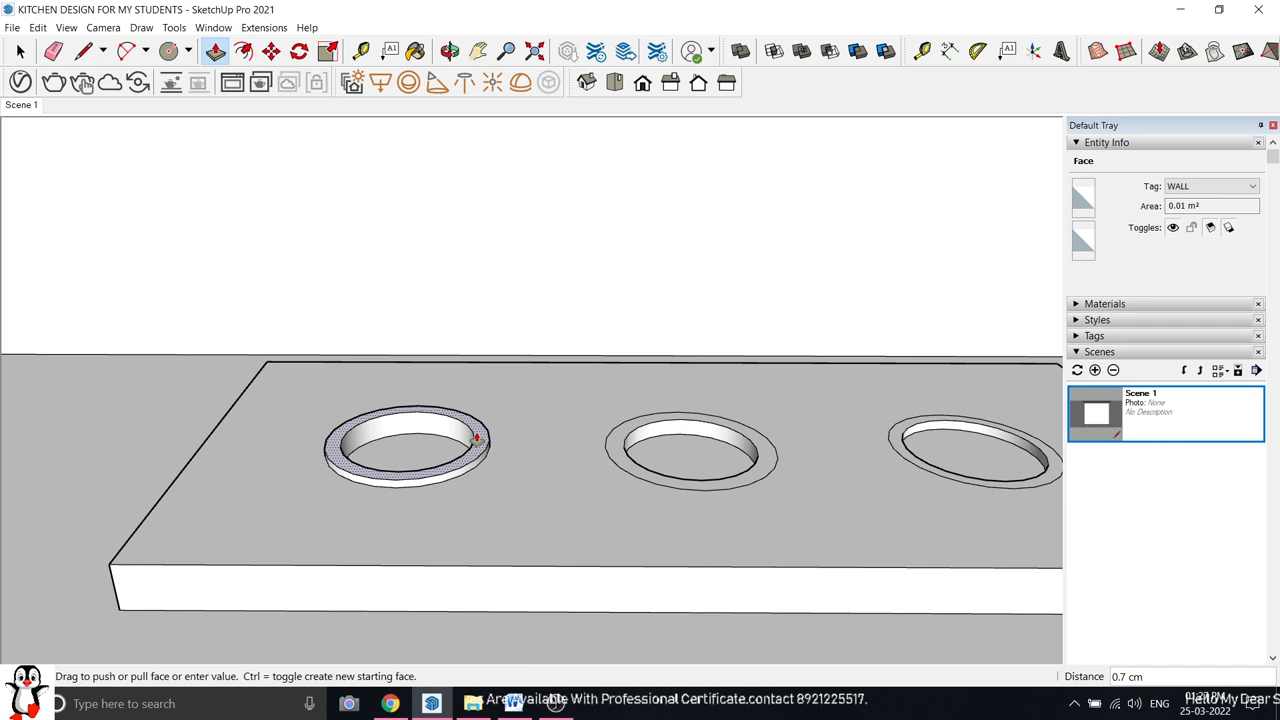 KITCHEN DESIGN FOR MY STUDENTS - SketchUp Pro 2021
File Edit View Camera Draw Tools Window Extensions Help
Scene 1
Default Tray
Entity Info
Face
Tag: WALL
Area: 0.01 m²
Toggles:
Materials
Styles
Tags
Scenes
Scene 1
Photo: None
No Description
Drag to push or pull face or enter value. Ctrl = toggle create new starting face.
Distance 0.7 cm
Type here to search
Are Available With Professional Certificate.contact 8921225517.
Hello My Dear S
ENG
25-03-2022